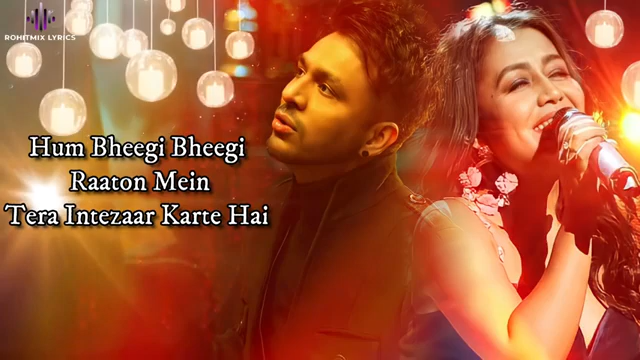 ROHITMIX LYRICS
Hum Bheegi Bheegi
Raaton Mein
Tera Intezaar Karte Hai